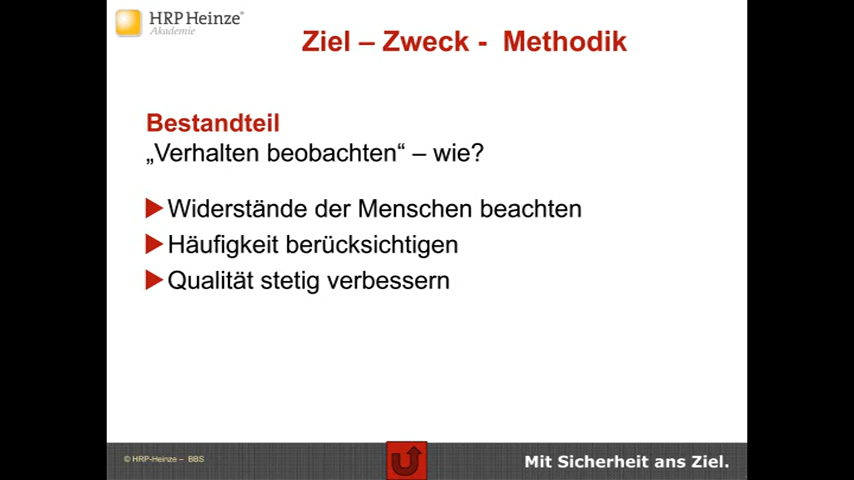 HRP Heinze®
Akademie
Ziel – Zweck - Methodik
Bestandteil
„Verhalten beobachten“ – wie?
Widerstände der Menschen beachten
Häufigkeit berücksichtigen
Qualität stetig verbessern
© HRP-Heinze – BBS
Mit Sicherheit ans Ziel.